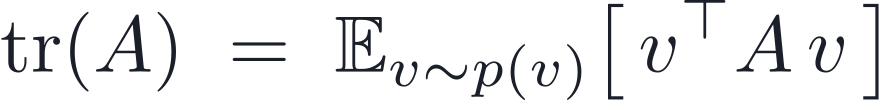 tr(A) = 𝔼_{v∼p(v)}[v^⊤ A v]